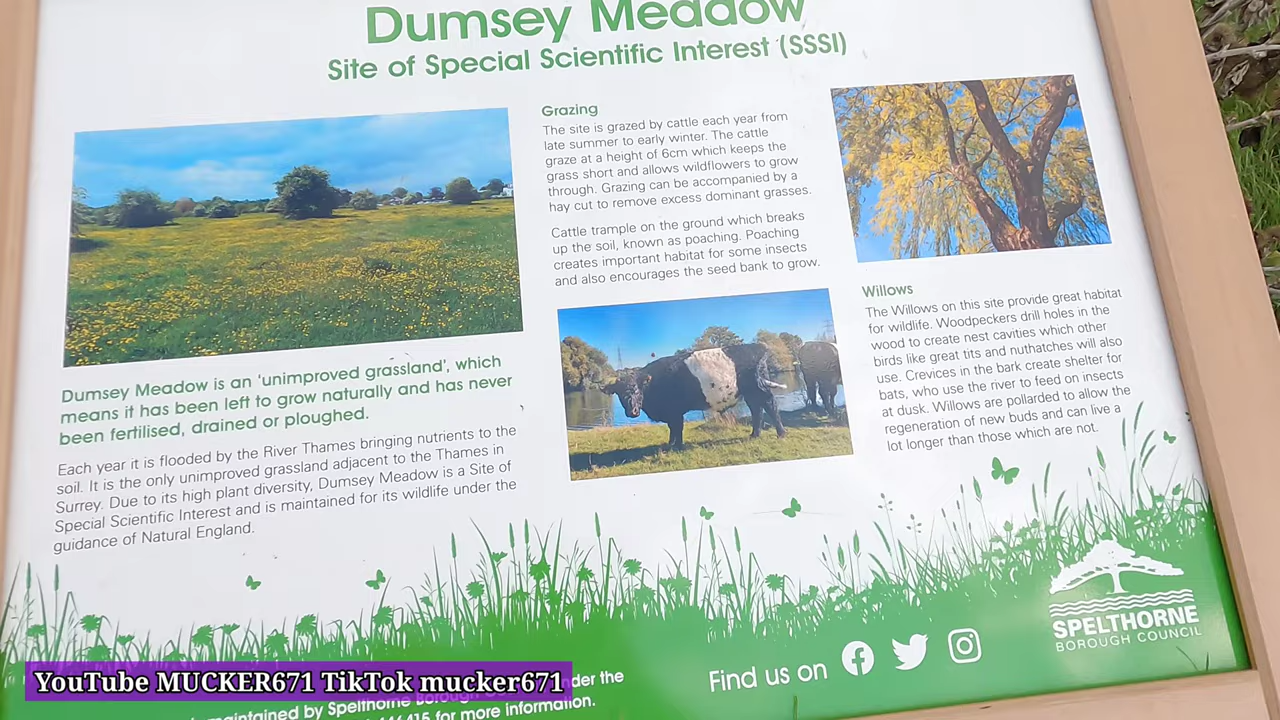 Dumsey Meadow
Site of Special Scientific Interest (SSSI)
Dumsey Meadow is an 'unimproved grassland', which
means it has been left to grow naturally and has never
been fertilised, drained or ploughed.
Each year it is flooded by the River Thames bringing nutrients to the
soil. It is the only unimproved grassland adjacent to the Thames in
Surrey. Due to its high plant diversity, Dumsey Meadow is a Site of
Special Scientific Interest and is maintained for its wildlife under the
guidance of Natural England.
Grazing
The site is grazed by cattle each year from
late summer to early winter. The cattle
graze at a height of 6cm which keeps the
grass short and allows wildflowers to grow
through. Grazing can be accompanied by a
hay cut to remove excess dominant grasses.
Cattle trample on the ground which breaks
up the soil, known as poaching. Poaching
creates important habitat for some insects
and also encourages the seed bank to grow.
Willows
The Willows on this site provide great habitat
for wildlife. Woodpeckers drill holes in the
wood to create nest cavities which other
birds like great tits and nuthatches will also
use. Crevices in the bark create shelter for
bats, who use the river to feed on insects
at dusk. Willows are pollarded to allow the
regeneration of new buds and can live a
lot longer than those which are not.
SPELTHORNE
BOROUGH COUNCIL
Find us on
YouTube MUCKER671 TikTok mucker671
the
maintained by Spelthorne Borough
for more information.